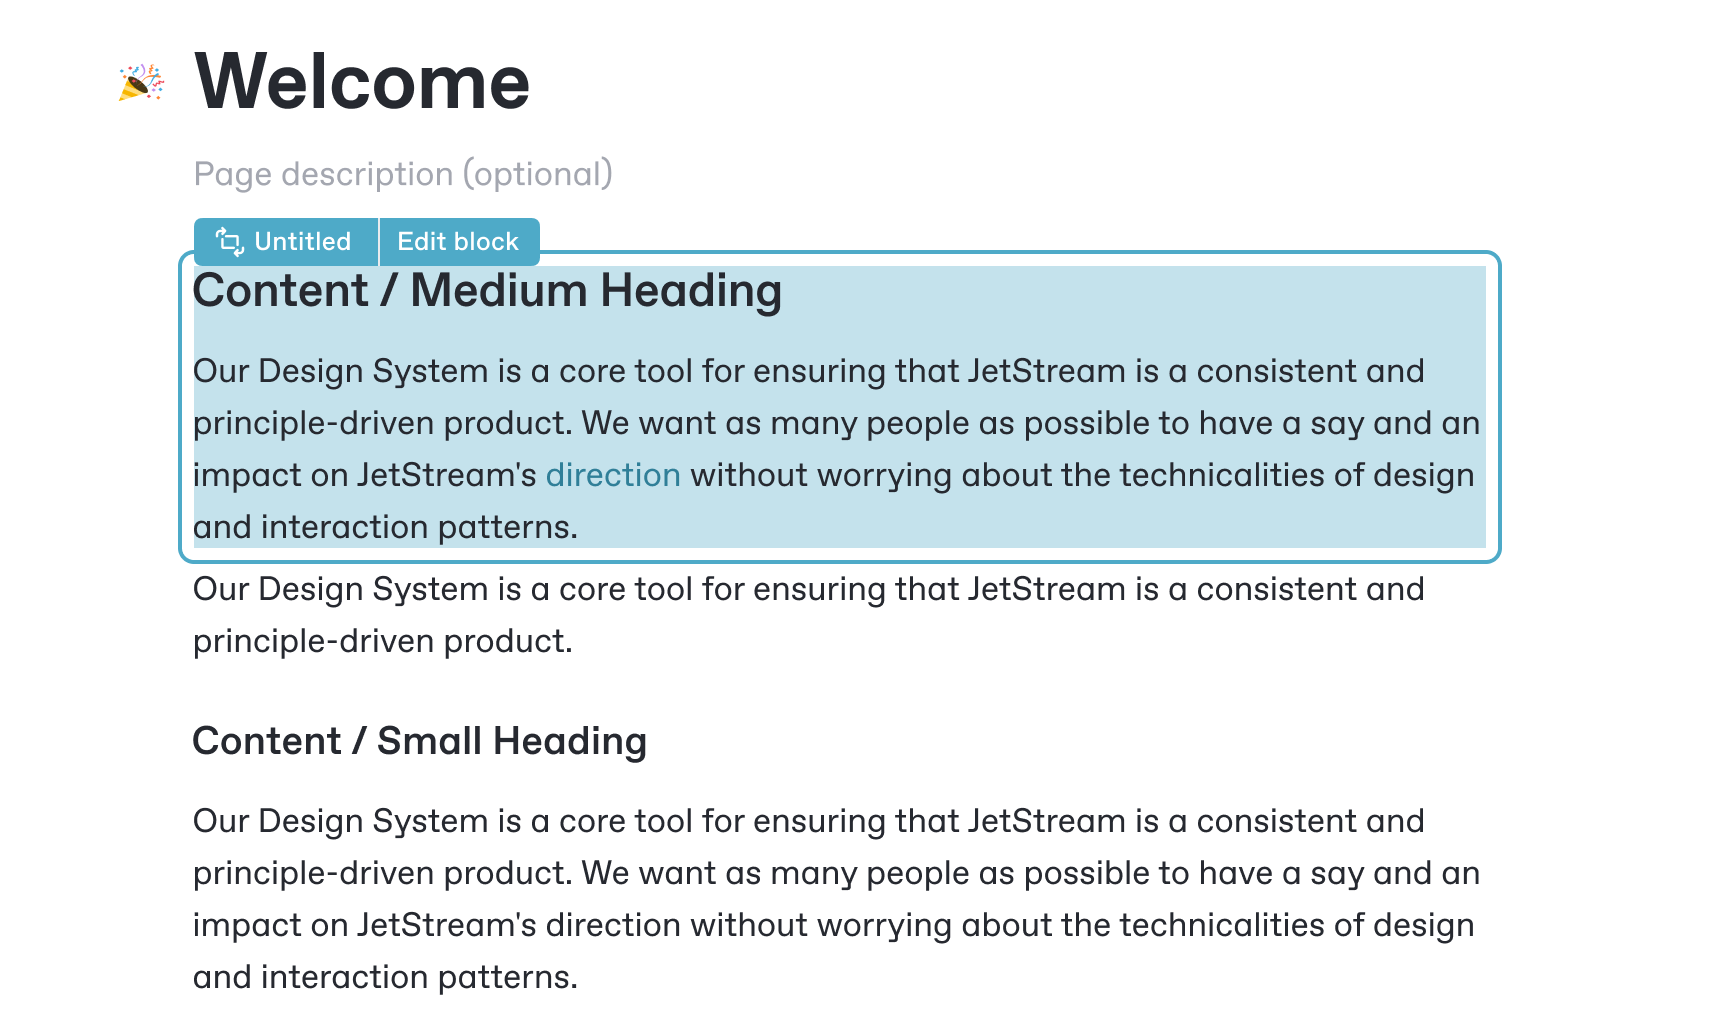 Welcome
Page description (optional)
Untitled
Edit block
Content / Medium Heading
Our Design System is a core tool for ensuring that JetStream is a consistent and
principle-driven product. We want as many people as possible to have a say and an
impact on JetStream's direction without worrying about the technicalities of design
and interaction patterns.
Our Design System is a core tool for ensuring that JetStream is a consistent and
principle-driven product.
Content / Small Heading
Our Design System is a core tool for ensuring that JetStream is a consistent and
principle-driven product. We want as many people as possible to have a say and an
impact on JetStream's direction without worrying about the technicalities of design
and interaction patterns.